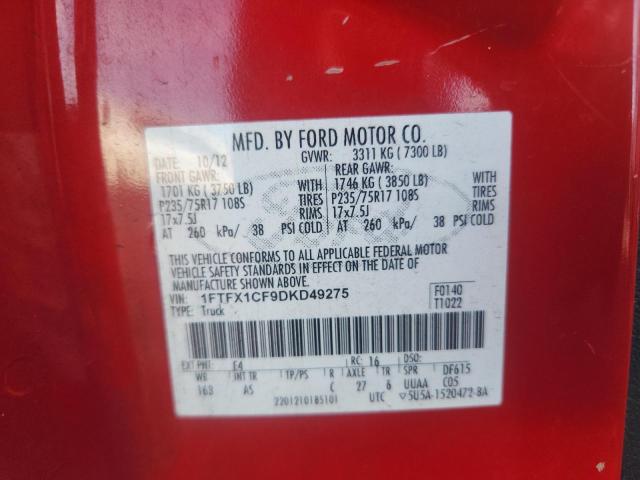 MFD. BY FORD MOTOR CO.
DATE: 10/12 GVWR: 3311 KG ( 7300 LB)
FRONT GAWR: REAR GAWR:
1701 KG ( 3750 LB) WITH 1746 KG ( 3850 LB) WITH
P235/75R17 108S TIRES P235/75R17 108S TIRES
17x7.5J RIMS 17x7.5J RIMS
AT 260 kPa/ 38 PSI COLD AT 260 kPa/ 38 PSI COLD
THIS VEHICLE CONFORMS TO ALL APPLICABLE FEDERAL MOTOR
VEHICLE SAFETY STANDARDS IN EFFECT ON THE DATE OF
MANUFACTURE SHOWN ABOVE.
VIN: 1FTFX1CF9DKD49275 F0140
TYPE: Truck T1022
EXT PNT: E4 RC: 16 DSO:
WB INT TR TP/PS R AXLE TR SPR DF615
163 AS C 27 6 UUAA C05
2201210185101 UTC 5U5A-1520472-BA